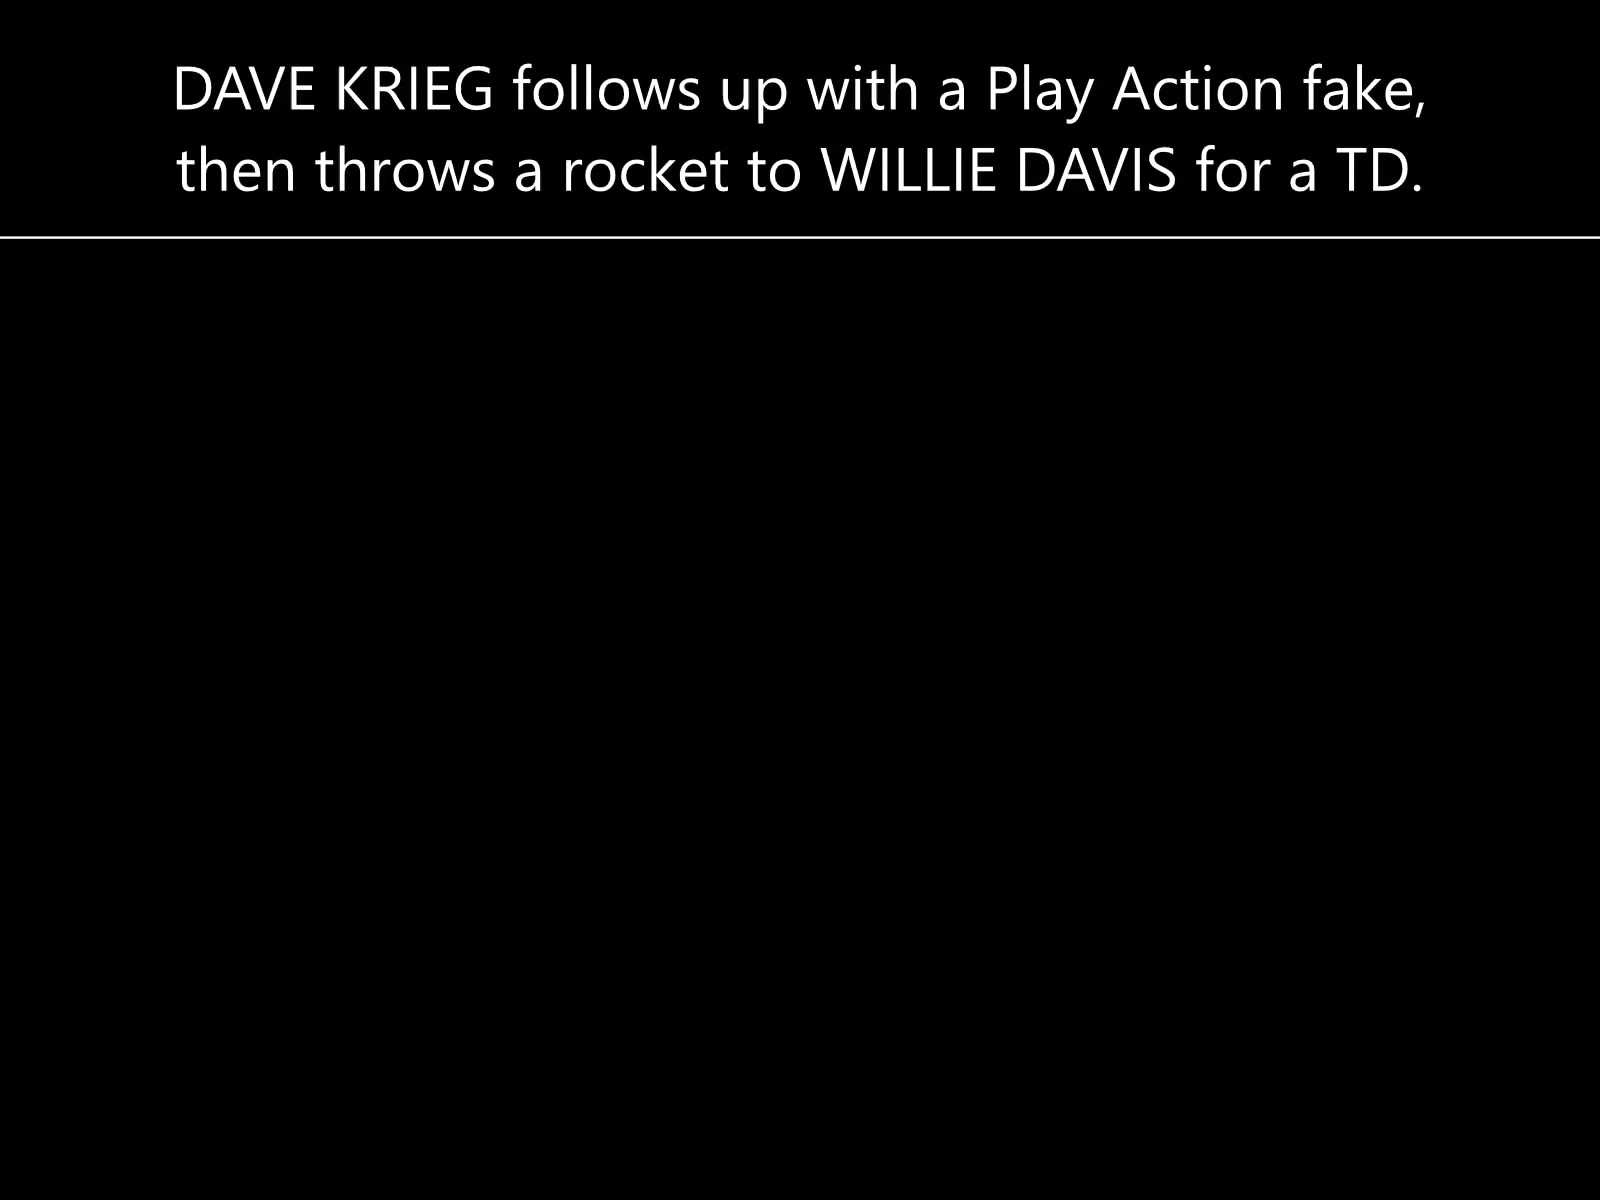 DAVE KRIEG follows up with a Play Action fake,
then throws a rocket to WILLIE DAVIS for a TD.